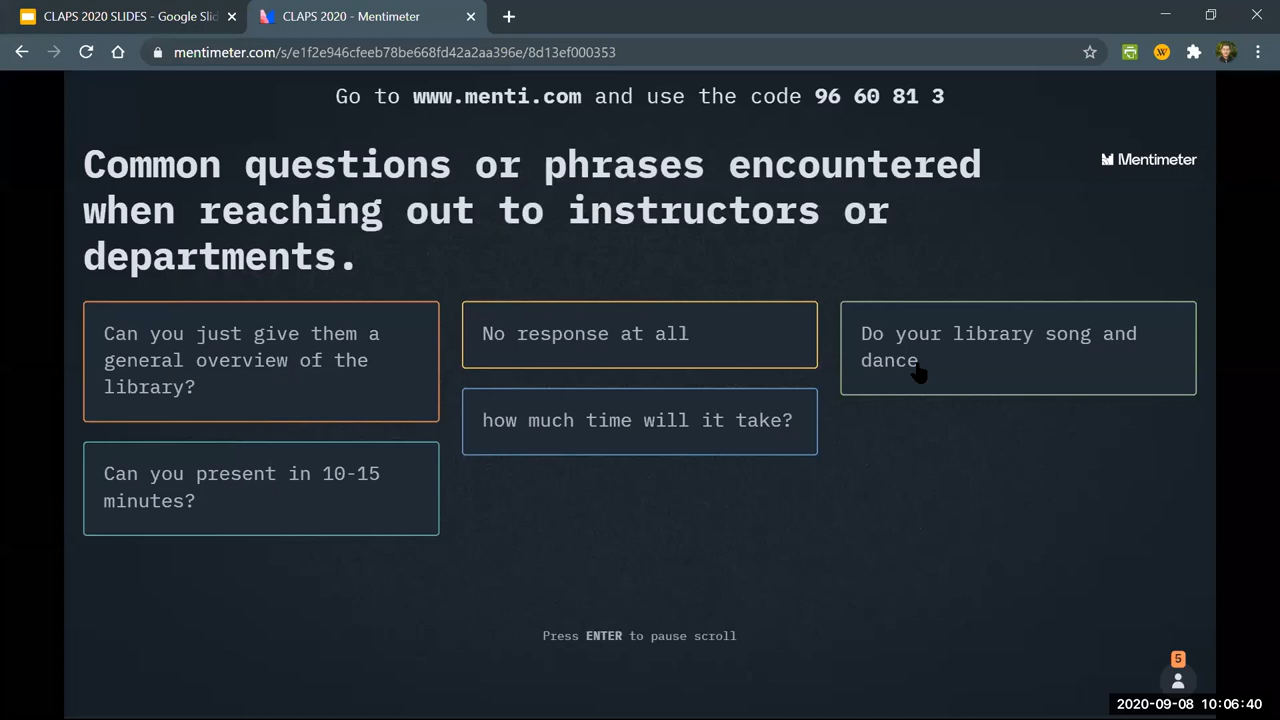 CLAPS 2020 SLIDES - Google Slid
CLAPS 2020 - Mentimeter
mentimeter.com/s/e1f2e946cfeeb78be668fd42a2aa396e/8d13ef000353
Go to www.menti.com and use the code 96 60 81 3
Mentimeter
Common questions or phrases encountered
when reaching out to instructors or
departments.
Can you just give them a
general overview of the
library?
Can you present in 10-15
minutes?
No response at all
how much time will it take?
Do your library song and
dance
Press ENTER to pause scroll
5
2020-09-08 10:06:40